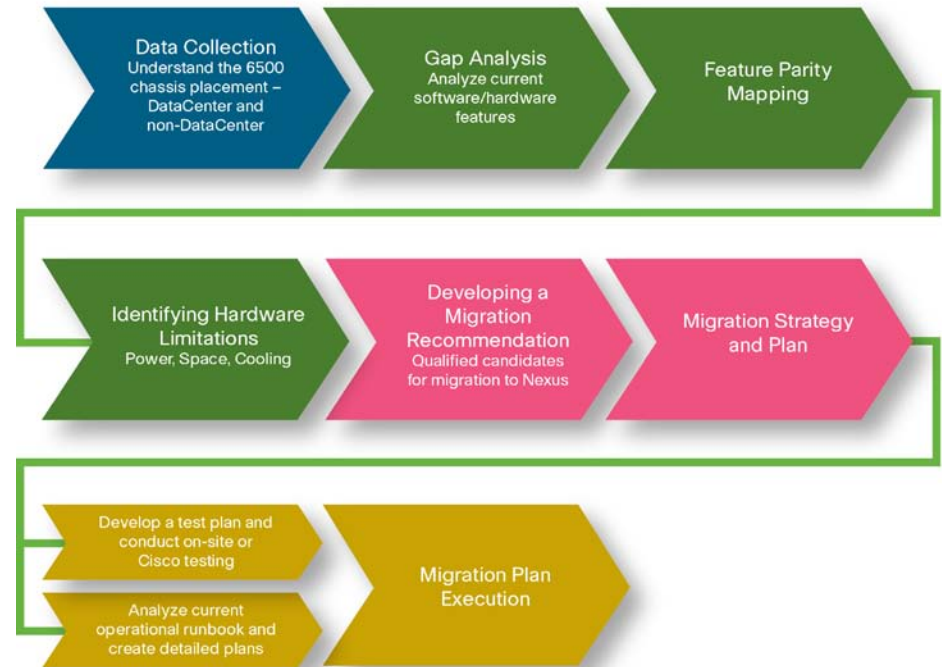 Data Collection
Understand the 6500
chassis placement –
DataCenter and
non-DataCenter
Gap Analysis
Analyze current
software/hardware
features
Feature Parity
Mapping
Identifying Hardware
Limitations
Power, Space, Cooling
Developing a
Migration
Recommendation
Qualified candidates
for migration to Nexus
Migration Strategy
and Plan
Develop a test plan and
conduct on-site or
Cisco testing
Analyze current
operational runbook and
create detailed plans
Migration Plan
Execution